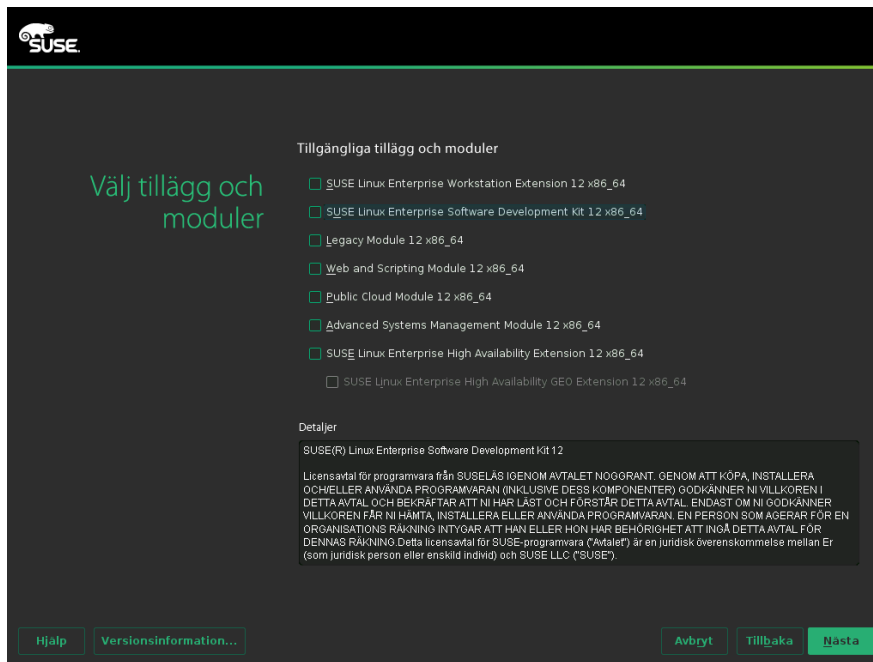 SUSE.
Tillgängliga tillägg och moduler
Välj tillägg och
moduler
SUSE Linux Enterprise Workstation Extension 12 x86_64
SUSE Linux Enterprise Software Development Kit 12 x86_64
Legacy Module 12 x86_64
Web and Scripting Module 12 x86_64
Public Cloud Module 12 x86_64
Advanced Systems Management Module 12 x86_64
SUSE Linux Enterprise High Availability Extension 12 x86_64
SUSE Linux Enterprise High Availability GEO Extension 12 x86_64
Detaljer
SUSE(R) Linux Enterprise Software Development Kit 12
Licensavtal för programvara från SUSELÄS IGENOM AVTALET NOGGRANT. GENOM ATT KÖPA, INSTALLERA
OCH/ELLER ANVÄNDA PROGRAMVARAN (INKLUSIVE DESS KOMPONENTER) GODKÄNNER NI VILLKOREN I
DETTA AVTAL OCH BEKRÄFTAR ATT NI HAR LÄST OCH FÖRSTÅR DETTA AVTAL. ENDAST OM NI GODKÄNNER
VILLKOREN FÅR NI HÄMTA, INSTALLERA ELLER ANVÄNDA PROGRAMVARAN. EN PERSON SOM AGERAR FÖR EN
ORGANISATIONS RÄKNING INTYGAR ATT HAN ELLER HON HAR BEHÖRIGHET ATT INGÅ DETTA AVTAL FÖR
DENNAS RÄKNING.Detta licensavtal för SUSE-programvara ("Avtalet") är en juridisk överenskommelse mellan Er
(som juridisk person eller enskild individ) och SUSE LLC ("SUSE").
Hjälp
Versionsinformation...
Avbryt
Tillbaka
Nästa